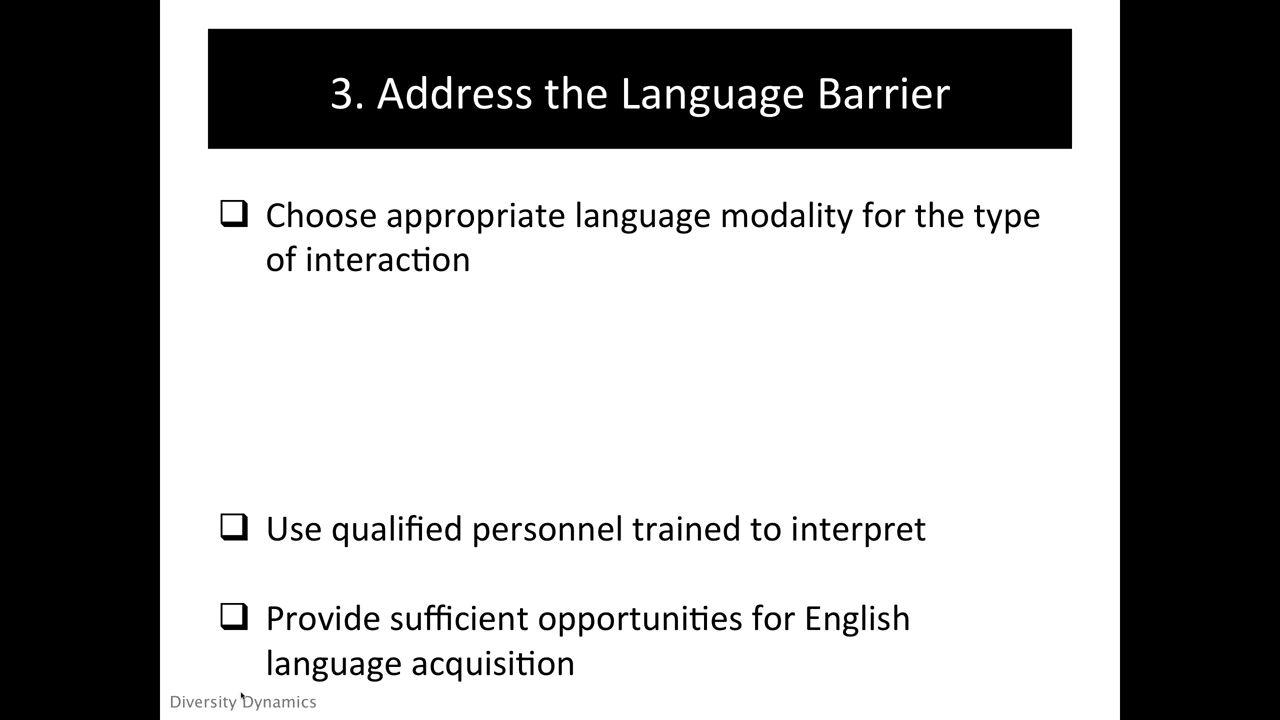 3. Address the Language Barrier
❑ Choose appropriate language modality for the type
of interaction
❑ Use qualified personnel trained to interpret
❑ Provide sufficient opportunities for English
language acquisition
Diversity Dynamics